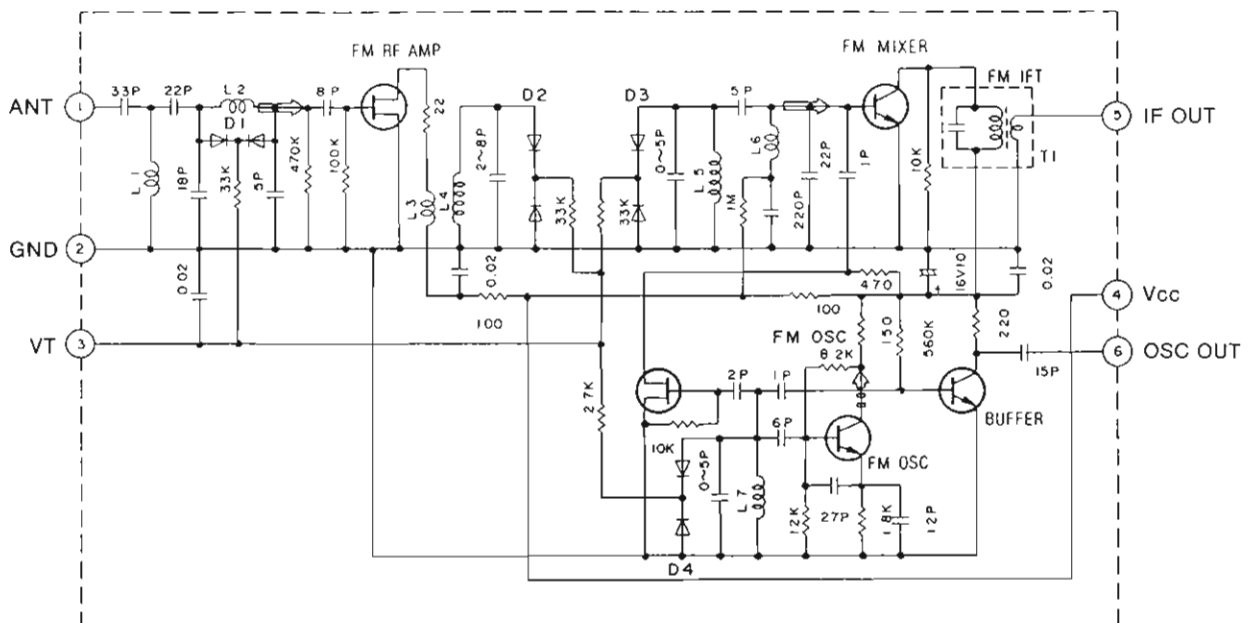 FM RF AMP
FM MIXER
FM IFT
33P
22P
L2
8P
22
D2
D3
5P
ANT
1
D1
5
IF OUT
L1
18P
33K
5P
470K
100K
L3
L4
2~8P
33K
33K
0~5P
L5
1M
L6
220P
22P
1P
10K
T1
GND
2
0.02
0.02
100
470
100
16V10
0.02
4
Vcc
VT
3
FM OSC
8.2K
150
560K
220
6
OSC OUT
15P
2.7K
2P
1P
BUFFER
10K
6P
FM OSC
0~5P
L7
12K
27P
1.8K
12P
D4